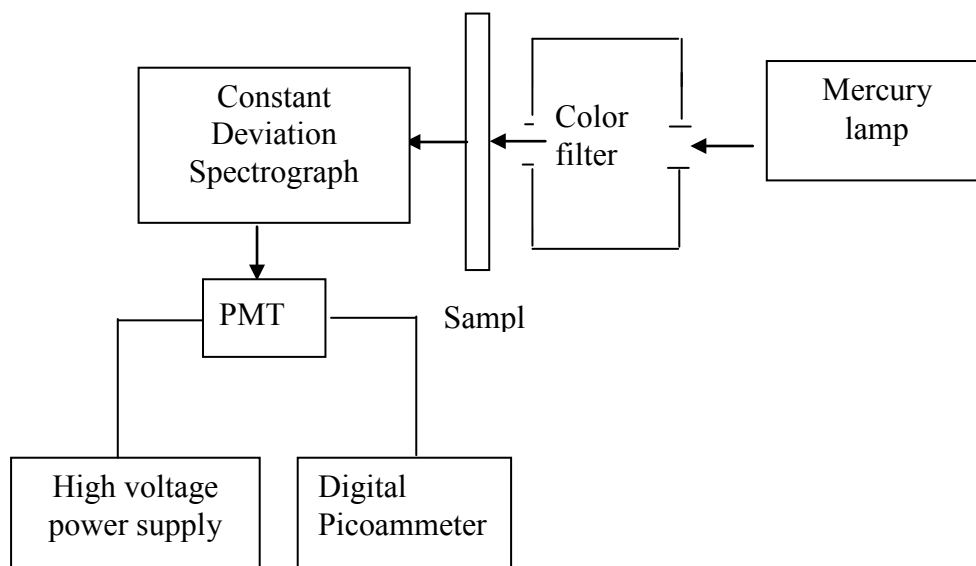 Constant
Deviation
Spectrograph
Color
filter
Mercury
lamp
PMT
Sampl
High voltage
power supply
Digital
Picoammeter